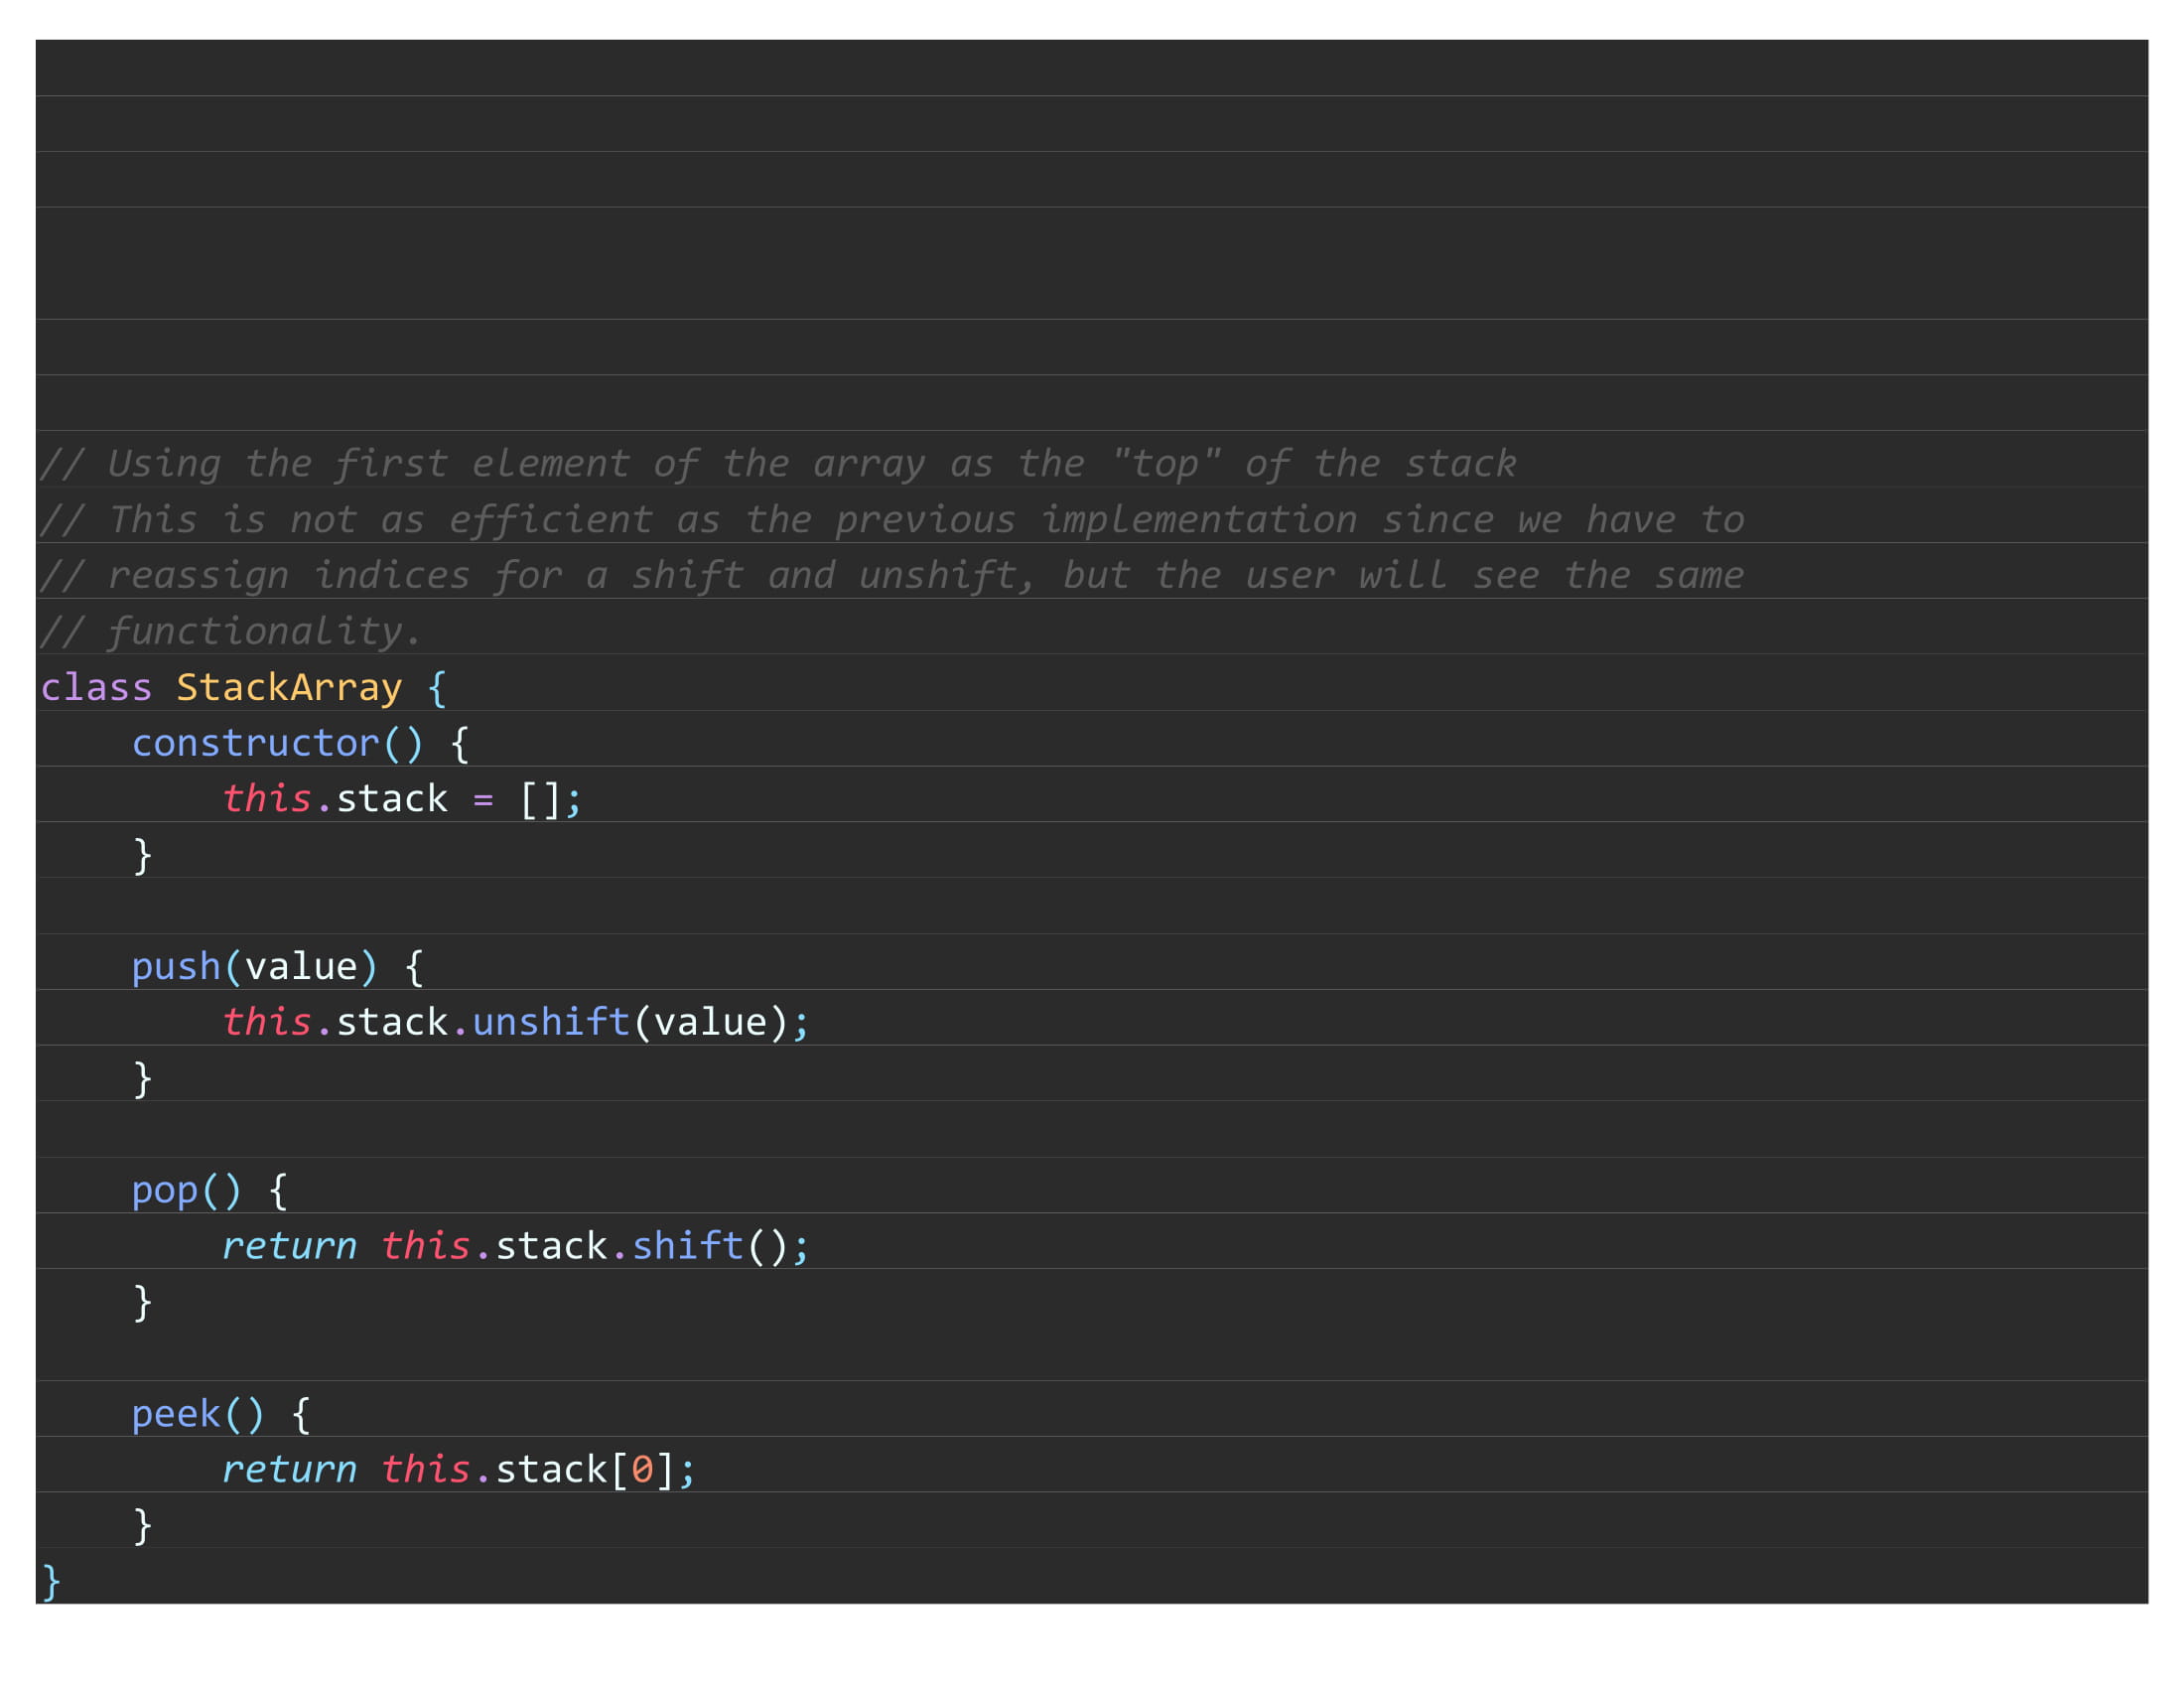 // Using the first element of the array as the "top" of the stack
// This is not as efficient as the previous implementation since we have to
// reassign indices for a shift and unshift, but the user will see the same
// functionality.
class StackArray {
    constructor() {
        this.stack = [];
    }

    push(value) {
        this.stack.unshift(value);
    }

    pop() {
        return this.stack.shift();
    }

    peek() {
        return this.stack[0];
    }
}